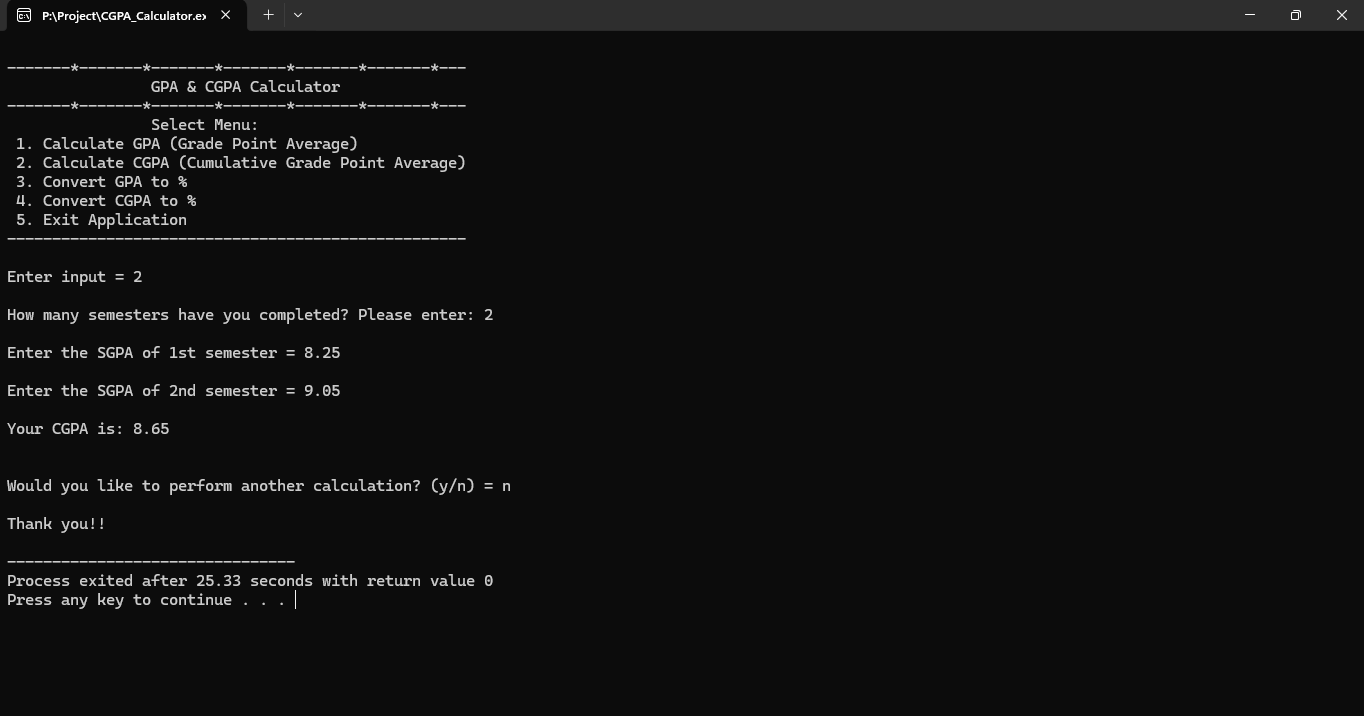 P:\Project\CGPA_Calculator.ex
-------*-------*-------*-------*-------*-------*---
GPA & CGPA Calculator
-------*-------*-------*-------*-------*-------*---
Select Menu:
1. Calculate GPA (Grade Point Average)
2. Calculate CGPA (Cumulative Grade Point Average)
3. Convert GPA to %
4. Convert CGPA to %
5. Exit Application
---------------------------------------------------
Enter input = 2
How many semesters have you completed? Please enter: 2
Enter the SGPA of 1st semester = 8.25
Enter the SGPA of 2nd semester = 9.05
Your CGPA is: 8.65
Would you like to perform another calculation? (y/n) = n
Thank you!!
--------------------------------
Process exited after 25.33 seconds with return value 0
Press any key to continue . . .